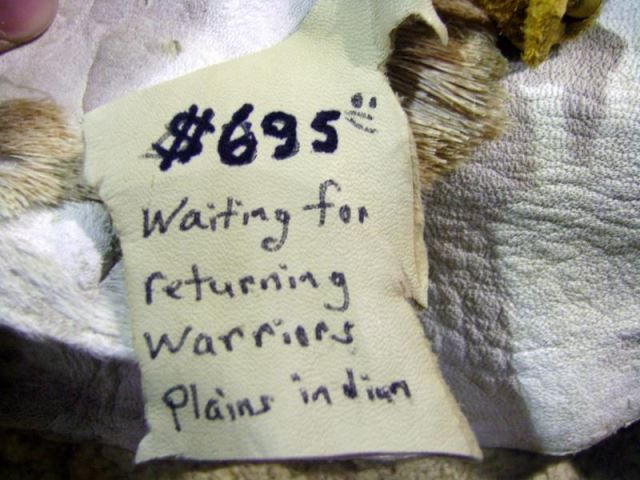 $695
Waiting for
returning
Warriors
Plains indian